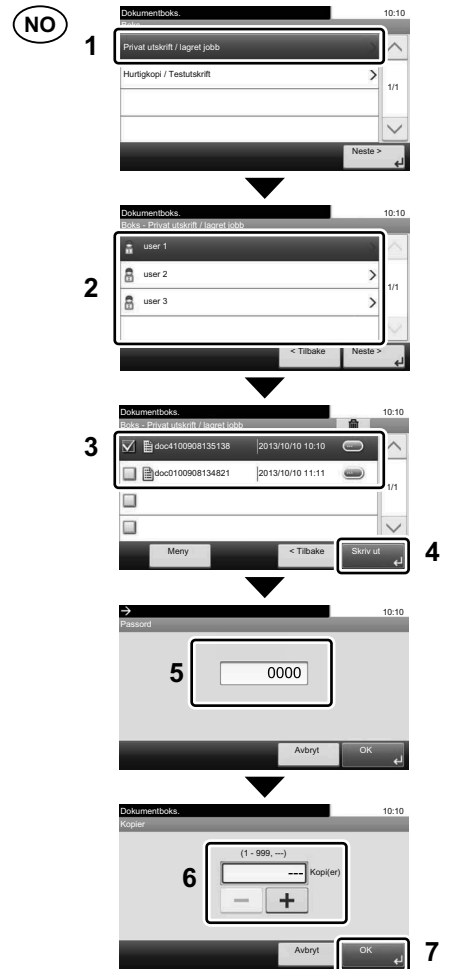 NO
Dokumentboks. 10:10
Boks
1
Privat utskrift / lagret jobb
Hurtigkopi / Testutskrift
1/1
Neste >
Dokumentboks. 10:10
Boks - Privat utskrift / lagret jobb
2
user 1
user 2
1/1
user 3
< Tilbake Neste >
Dokumentboks. 10:10
Boks - Privat utskrift / lagret jobb
3
doc4100908135138 2013/10/10 10:10 ...
doc0100908134821 2013/10/10 11:11 ...
1/1
Meny < Tilbake Skriv ut
4
10:10
Passord
5
0000
Avbryt OK
Dokumentboks. 10:10
Kopier
6
(1 - 999, ---)
--- Kopi(er)
Avbryt OK
7